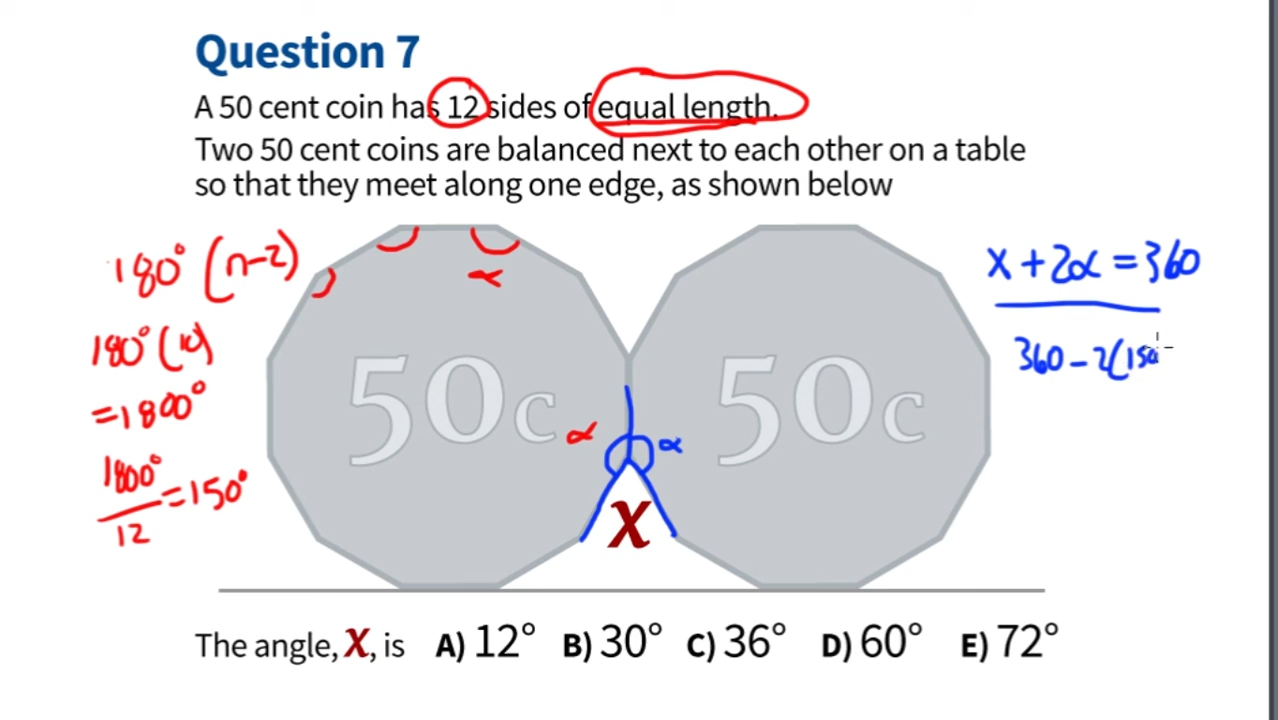 Question 7
A 50 cent coin has 12 sides of equal length.
Two 50 cent coins are balanced next to each other on a table
so that they meet along one edge, as shown below
180° (n-2)
180° (10)
=1800°
1800°/12 =150°
α
50c
α
α
X
50c
x + 2α = 360
360 - 2(150
The angle, X, is A) 12° B) 30° C) 36° D) 60° E) 72°